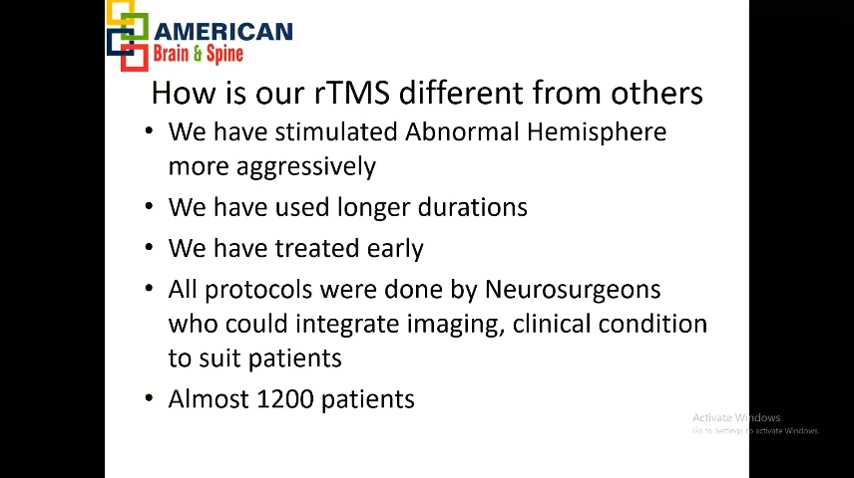 AMERICAN
Brain & Spine
How is our rTMS different from others
• We have stimulated Abnormal Hemisphere
more aggressively
• We have used longer durations
• We have treated early
• All protocols were done by Neurosurgeons
who could integrate imaging, clinical condition
to suit patients
• Almost 1200 patients
Activate Windows
Go to Settings to activate Windows.